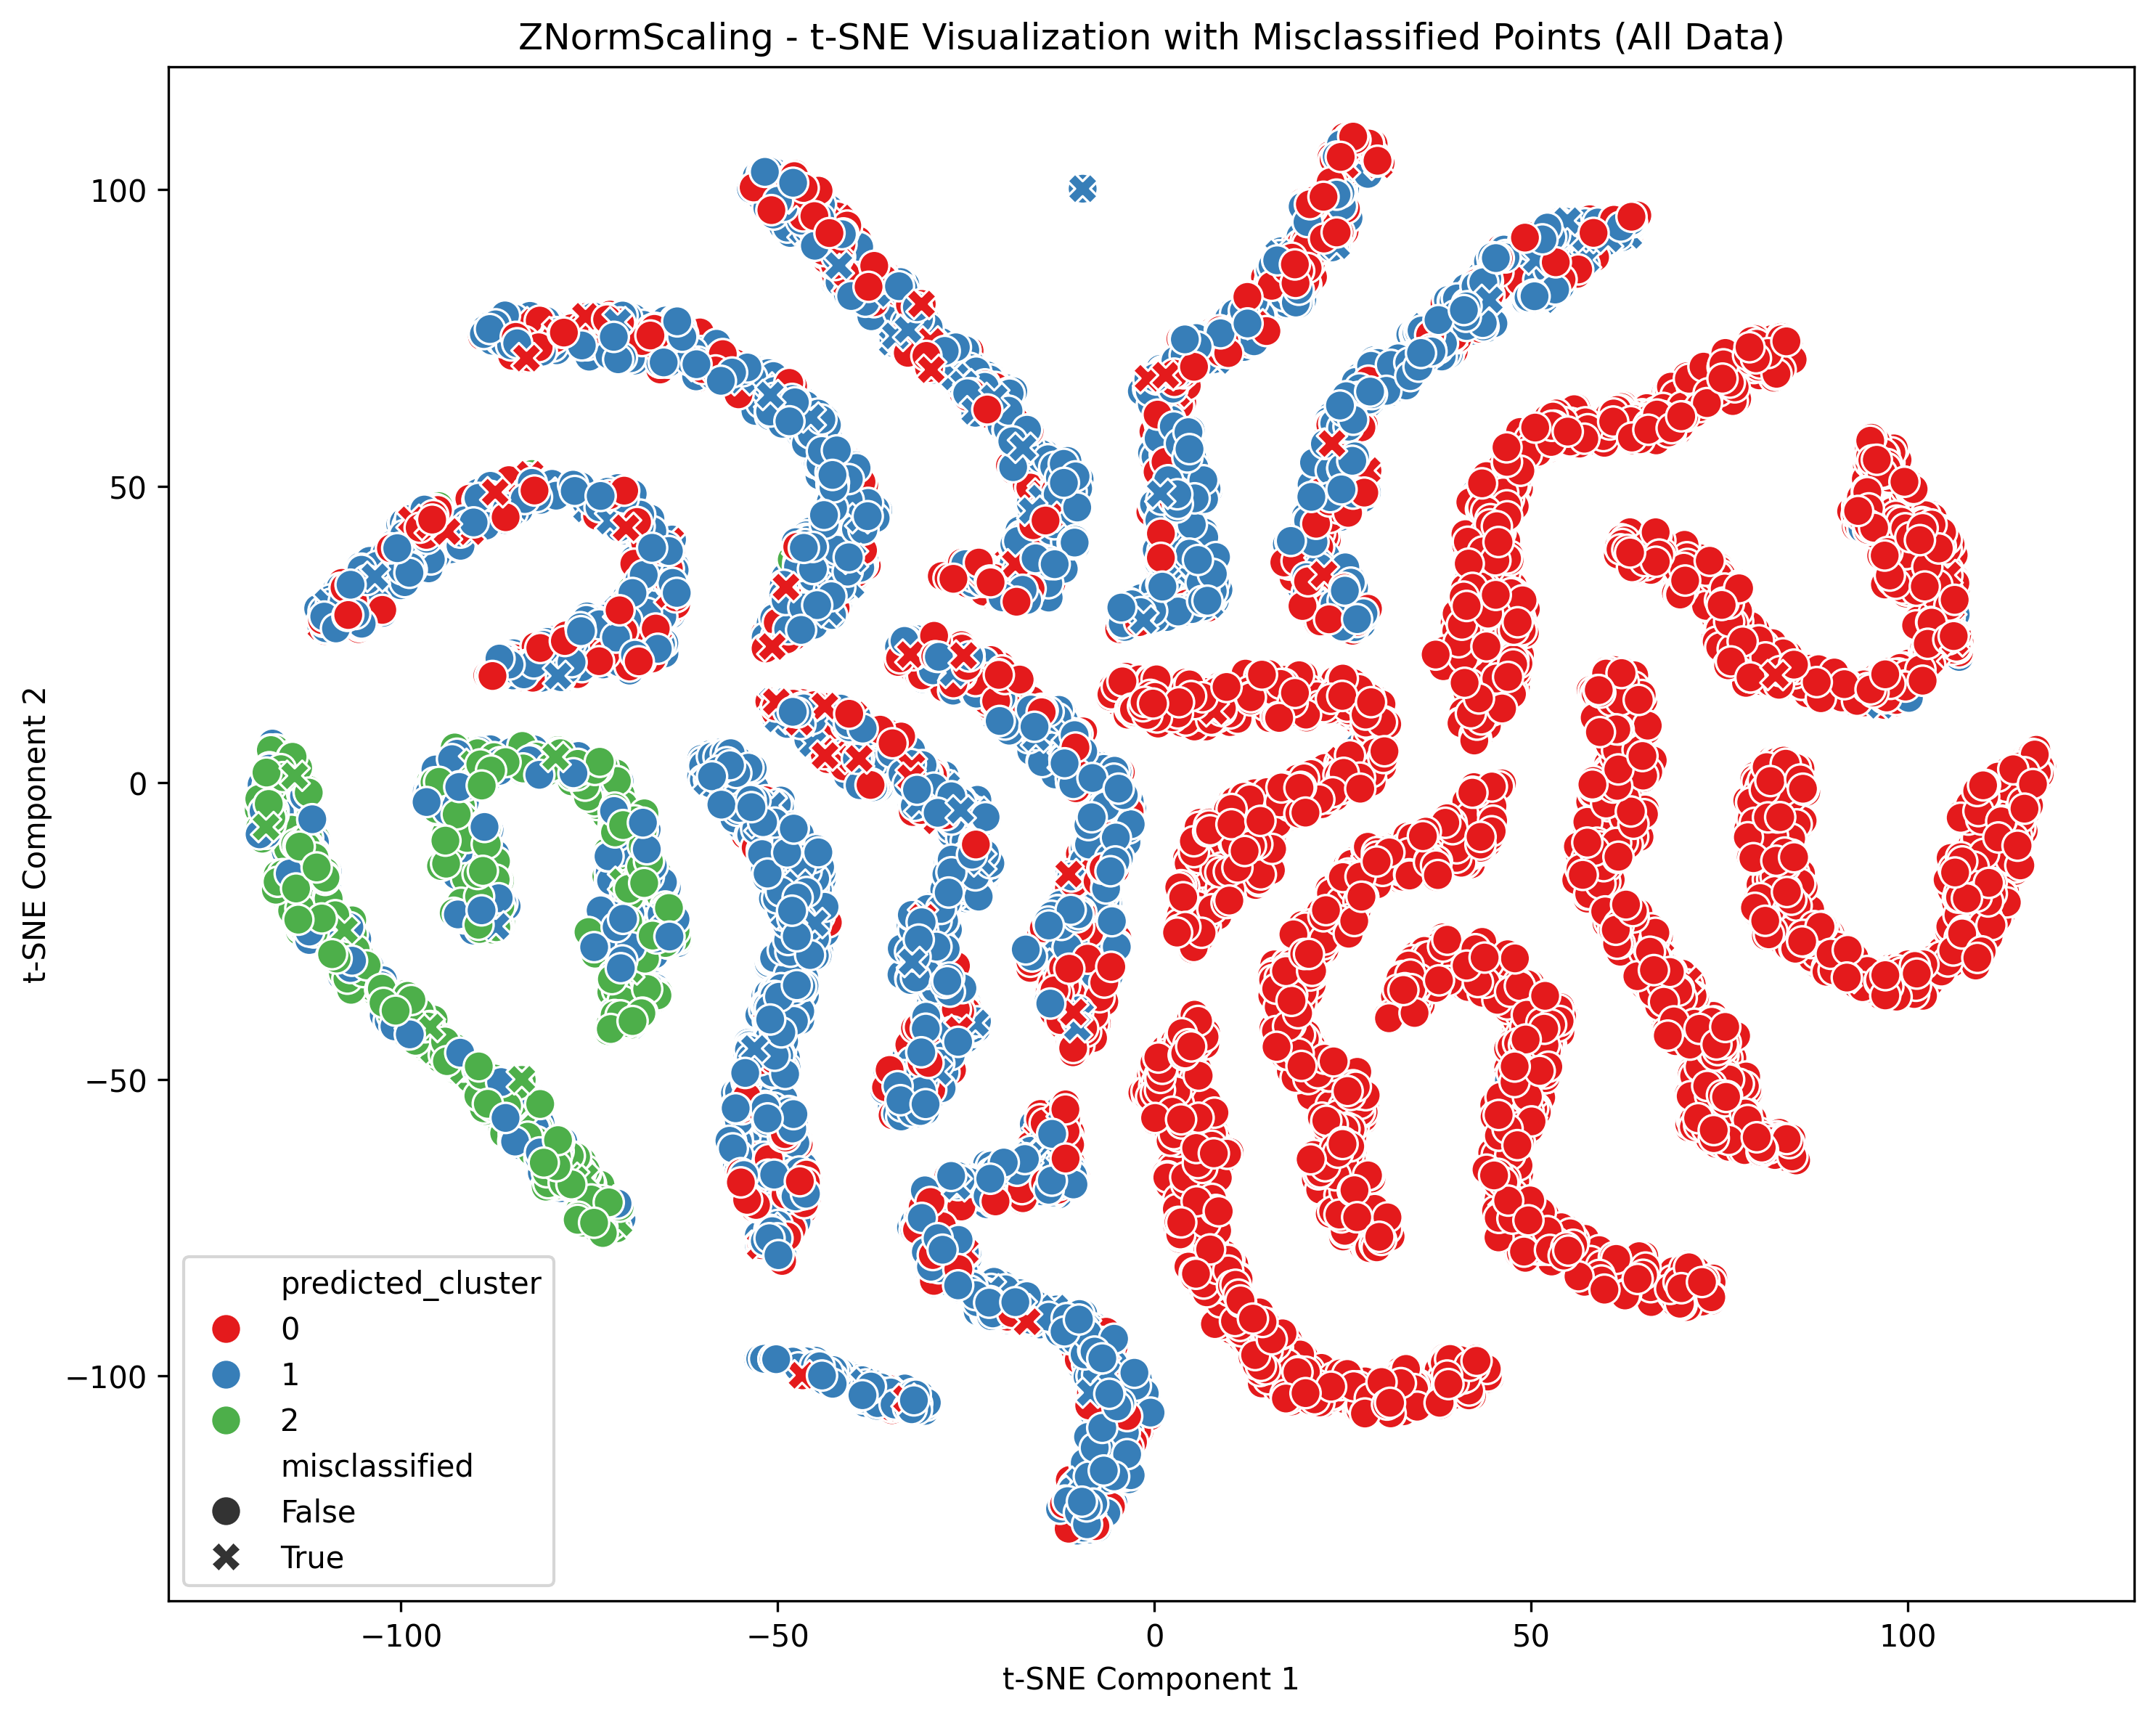 ZNormScaling - t-SNE Visualization with Misclassified Points (All Data)
t-SNE Component 2
100
50
0
−50
−100
predicted_cluster
0
1
2
misclassified
False
True
−100
−50
0
50
100
t-SNE Component 1